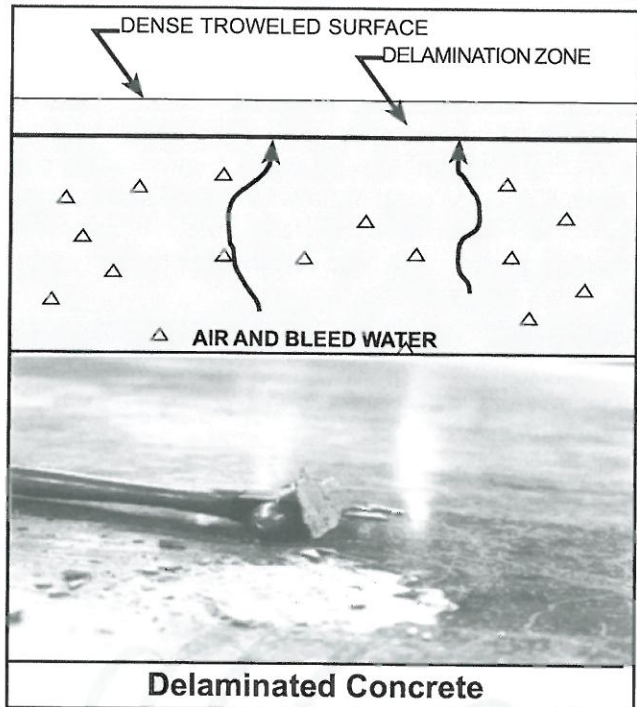 DENSE TROWELED SURFACE
DELAMINATION ZONE
AIR AND BLEED WATER
Delaminated Concrete